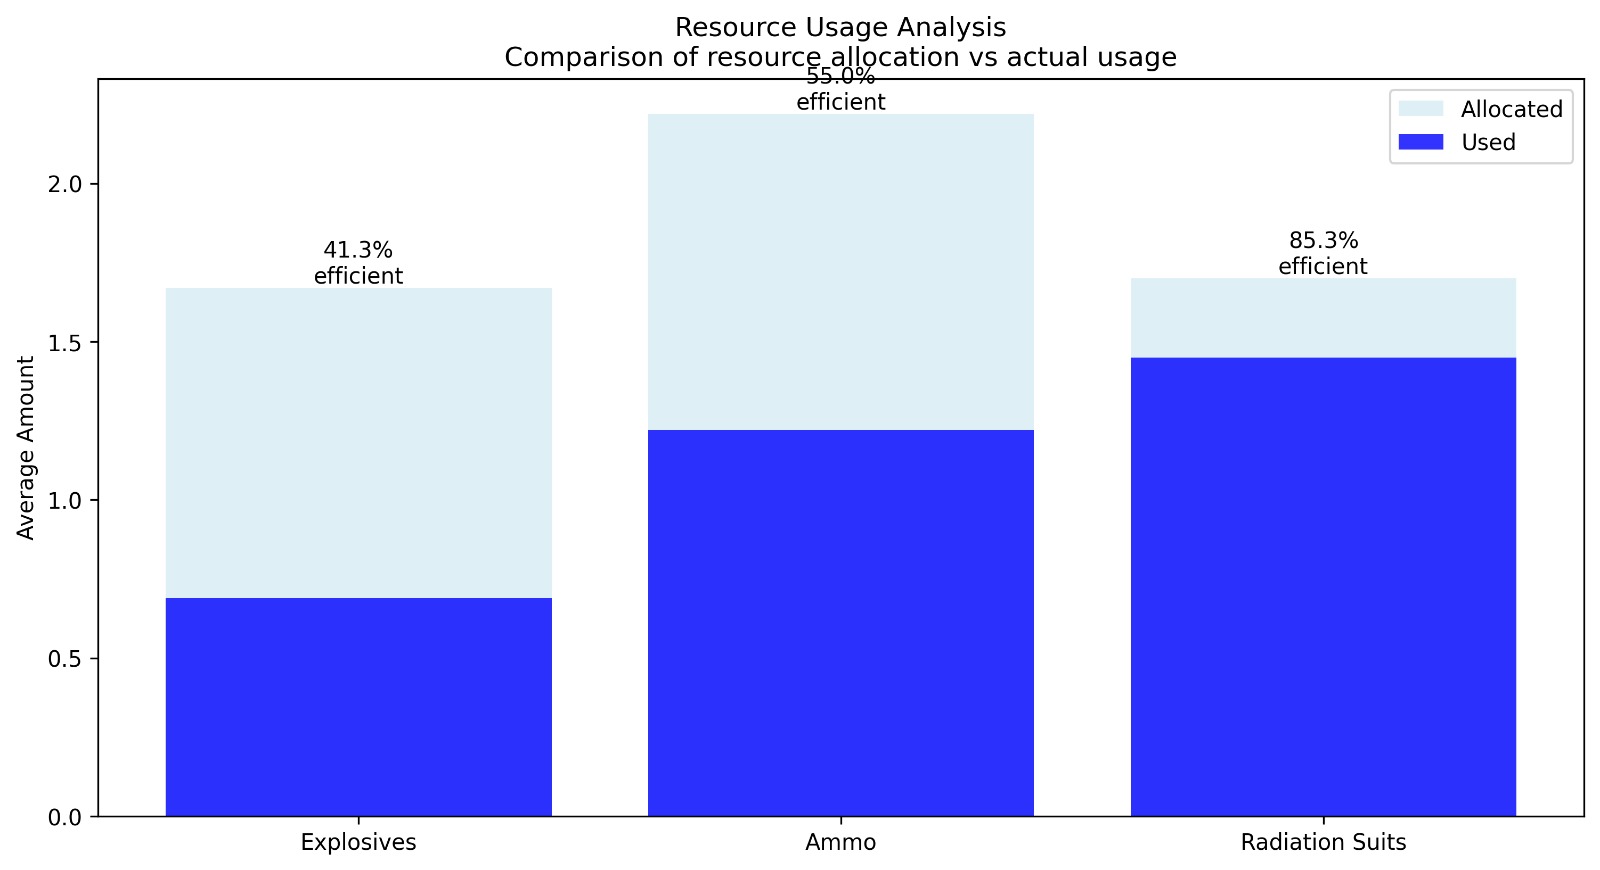 Resource Usage Analysis
Comparison of resource allocation vs actual usage
55.0%
efficient
Allocated
Used
41.3%
efficient
85.3%
efficient
Average Amount
2.0
1.5
1.0
0.5
0.0
Explosives
Ammo
Radiation Suits